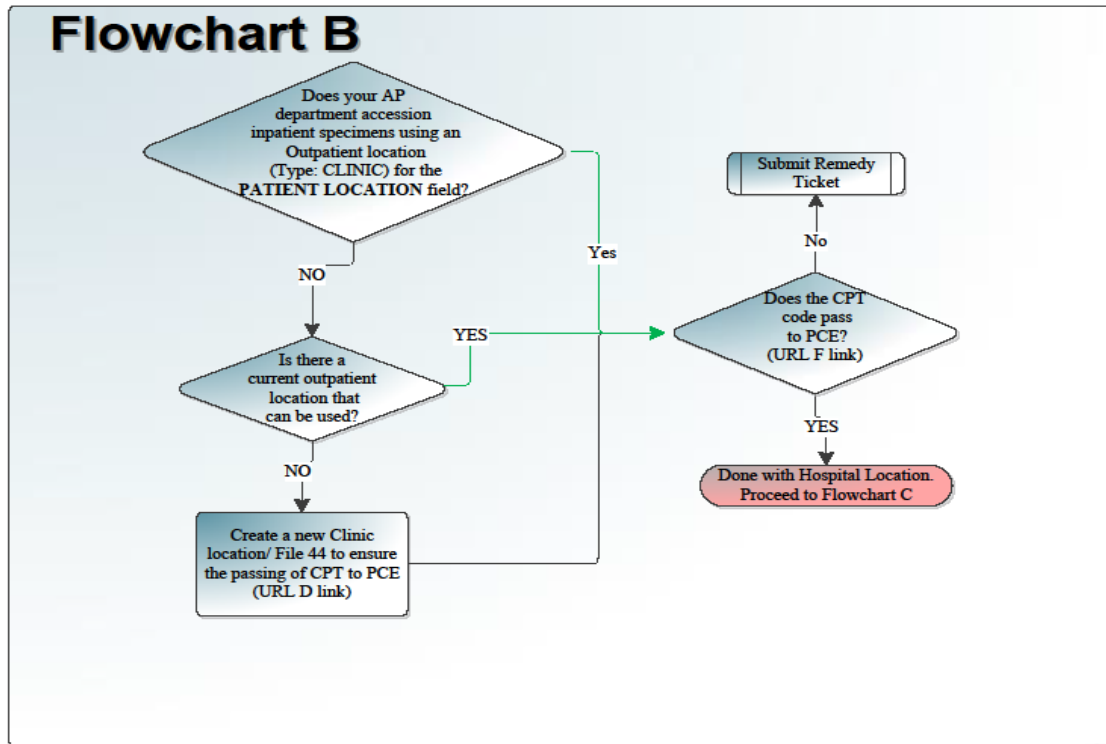 Flowchart B
Does your AP
department accession
inpatient specimens using an
Outpatient location
(Type: CLINIC) for the
PATIENT LOCATION field?
Yes
NO
Is there a
current outpatient
location that
can be used?
YES
NO
Create a new Clinic
location/ File 44 to ensure
the passing of CPT to PCE
(URL D link)
Submit Remedy
Ticket
No
Does the CPT
code pass
to PCE?
(URL F link)
YES
Done with Hospital Location.
Proceed to Flowchart C